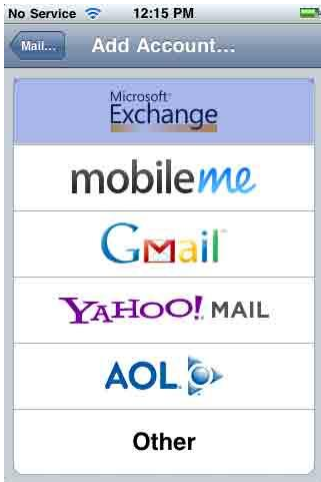 No Service 12:15 PM
Mail... Add Account...
Microsoft
Exchange
mobileme
Gmail
YAHOO! MAIL
AOL
Other